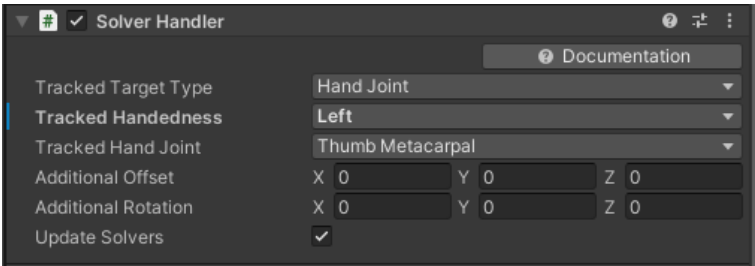 Solver Handler
Documentation
Tracked Target Type Hand Joint
Tracked Handedness Left
Tracked Hand Joint Thumb Metacarpal
Additional Offset X 0 Y 0 Z 0
Additional Rotation X 0 Y 0 Z 0
Update Solvers